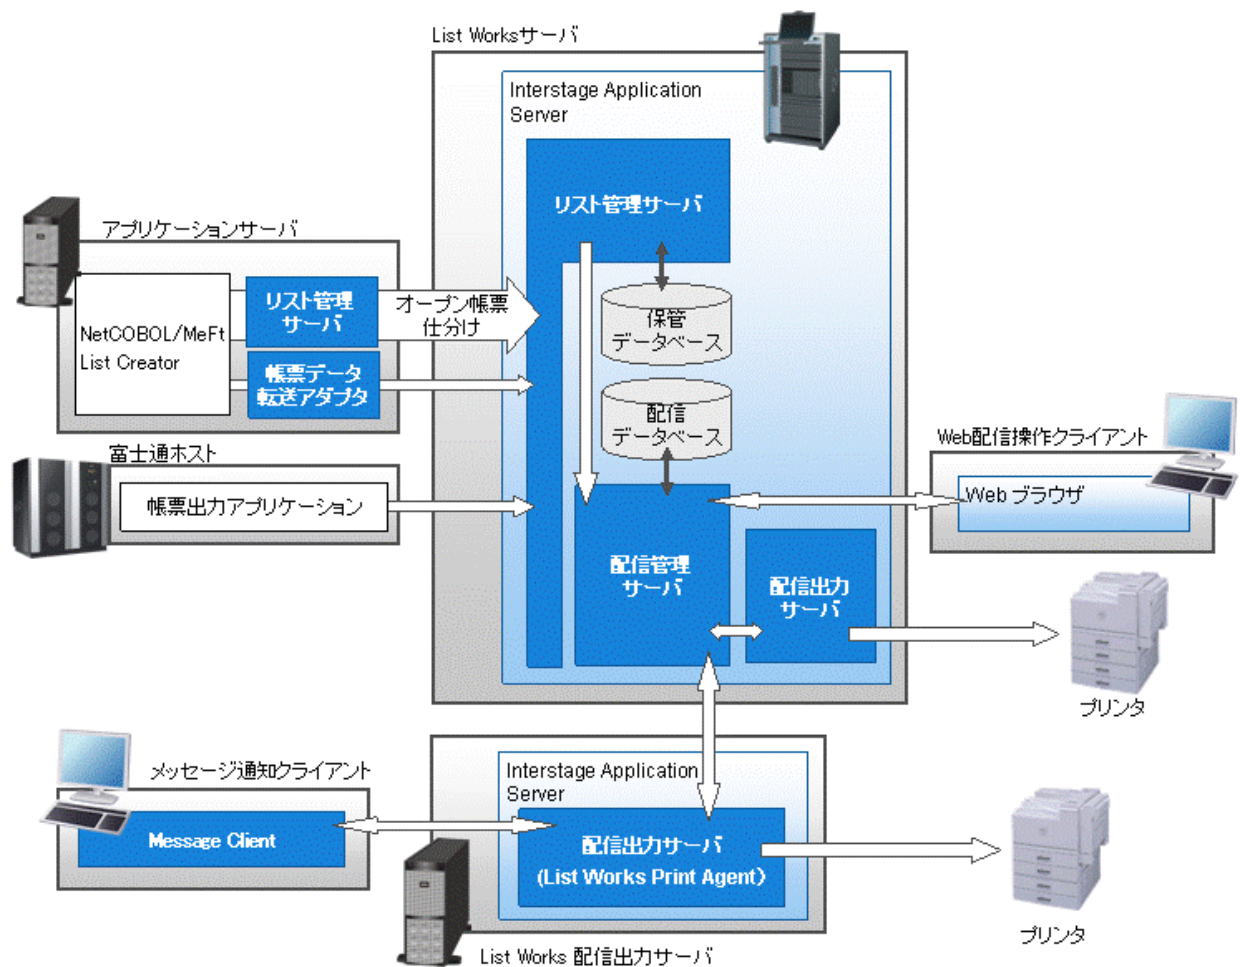 List Worksサーバ
Interstage Application
Server
リスト管理サーバ
アプリケーションサーバ
NetCOBOL/MeFt
List Creator
リスト管理
サーバ
オープン帳票
仕分け
帳票データ
転送アダプタ
保管
データベース
配信
データベース
富士通ホスト
帳票出力アプリケーション
Web配信操作クライアント
Web ブラウザ
配信管理
サーバ
配信出力
サーバ
プリンタ
メッセージ通知クライアント
Message Client
Interstage Application
Server
配信出力サーバ
(List Works Print Agent)
List Works 配信出力サーバ
プリンタ